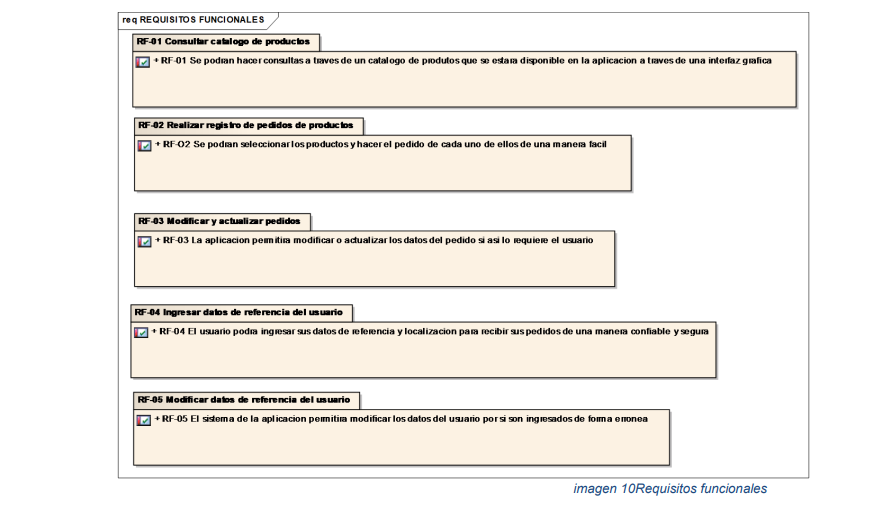 req REQUISITOS FUNCIONALES
RF-01 Consultar catalogo de productos
+ RF-01 Se podran hacer consultas a traves de un catalogo de produtos que se estara disponible en la aplicacion a traves de una interfaz grafica
RF-02 Realizar registro de pedidos de productos
+ RF-O2 Se podran seleccionar los productos y hacer el pedido de cada uno de ellos de una manera facil
RF-03 Modificar y actualizar pedidos
+ RF-03 La aplicacion permitira modificar o actualizar los datos del pedido si asi lo requiere el usuario
RF-04 Ingresar datos de referencia del usuario
+ RF-04 El usuario podra ingresar sus datos de referencia y localizacion para recibir sus pedidos de una manera confiable y segura
RF-05 Modificar datos de referencia del usuario
+ RF-05 El sistema de la aplicacion permitira modificar los datos del usuario por si son ingresados de forma erronea
imagen 10Requisitos funcionales